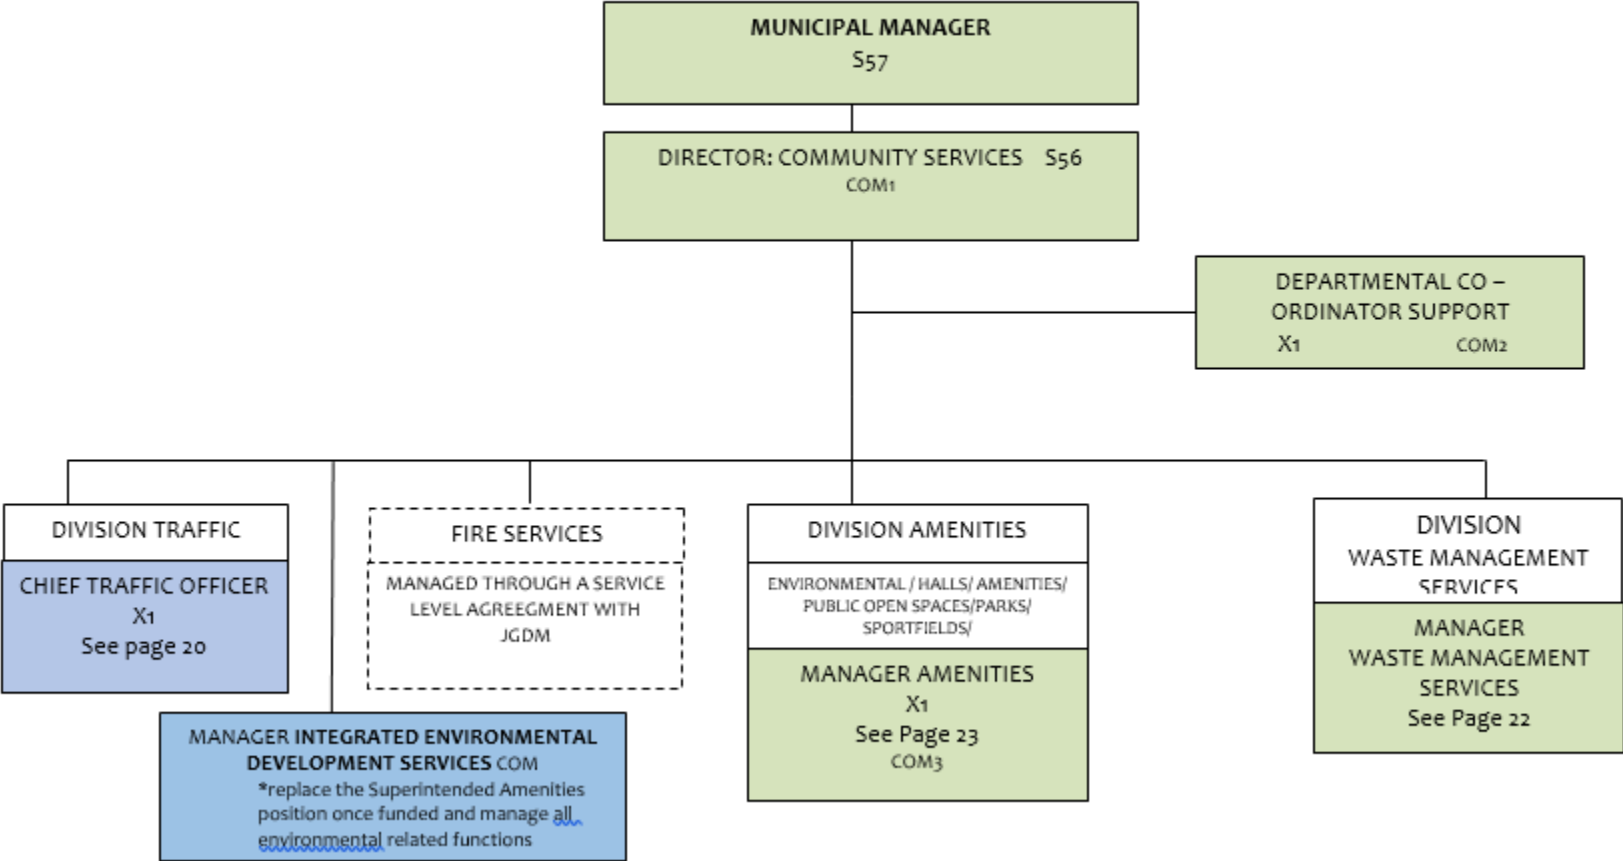 MUNICIPAL MANAGER
S57
DIRECTOR: COMMUNITY SERVICES S56
COM1
DEPARTMENTAL CO –
ORDINATOR SUPPORT
X1 COM2
DIVISION TRAFFIC
CHIEF TRAFFIC OFFICER
X1
See page 20
MANAGER INTEGRATED ENVIRONMENTAL
DEVELOPMENT SERVICES COM
*replace the Superintended Amenities
position once funded and manage all
environmental related functions
FIRE SERVICES
MANAGED THROUGH A SERVICE
LEVEL AGREEGMENT WITH
JGDM
DIVISION AMENITIES
ENVIRONMENTAL / HALLS/ AMENITIES/
PUBLIC OPEN SPACES/PARKS/
SPORTFIELDS/
MANAGER AMENITIES
X1
See Page 23
COM3
DIVISION
WASTE MANAGEMENT
SERVICES
MANAGER
WASTE MANAGEMENT
SERVICES
See Page 22